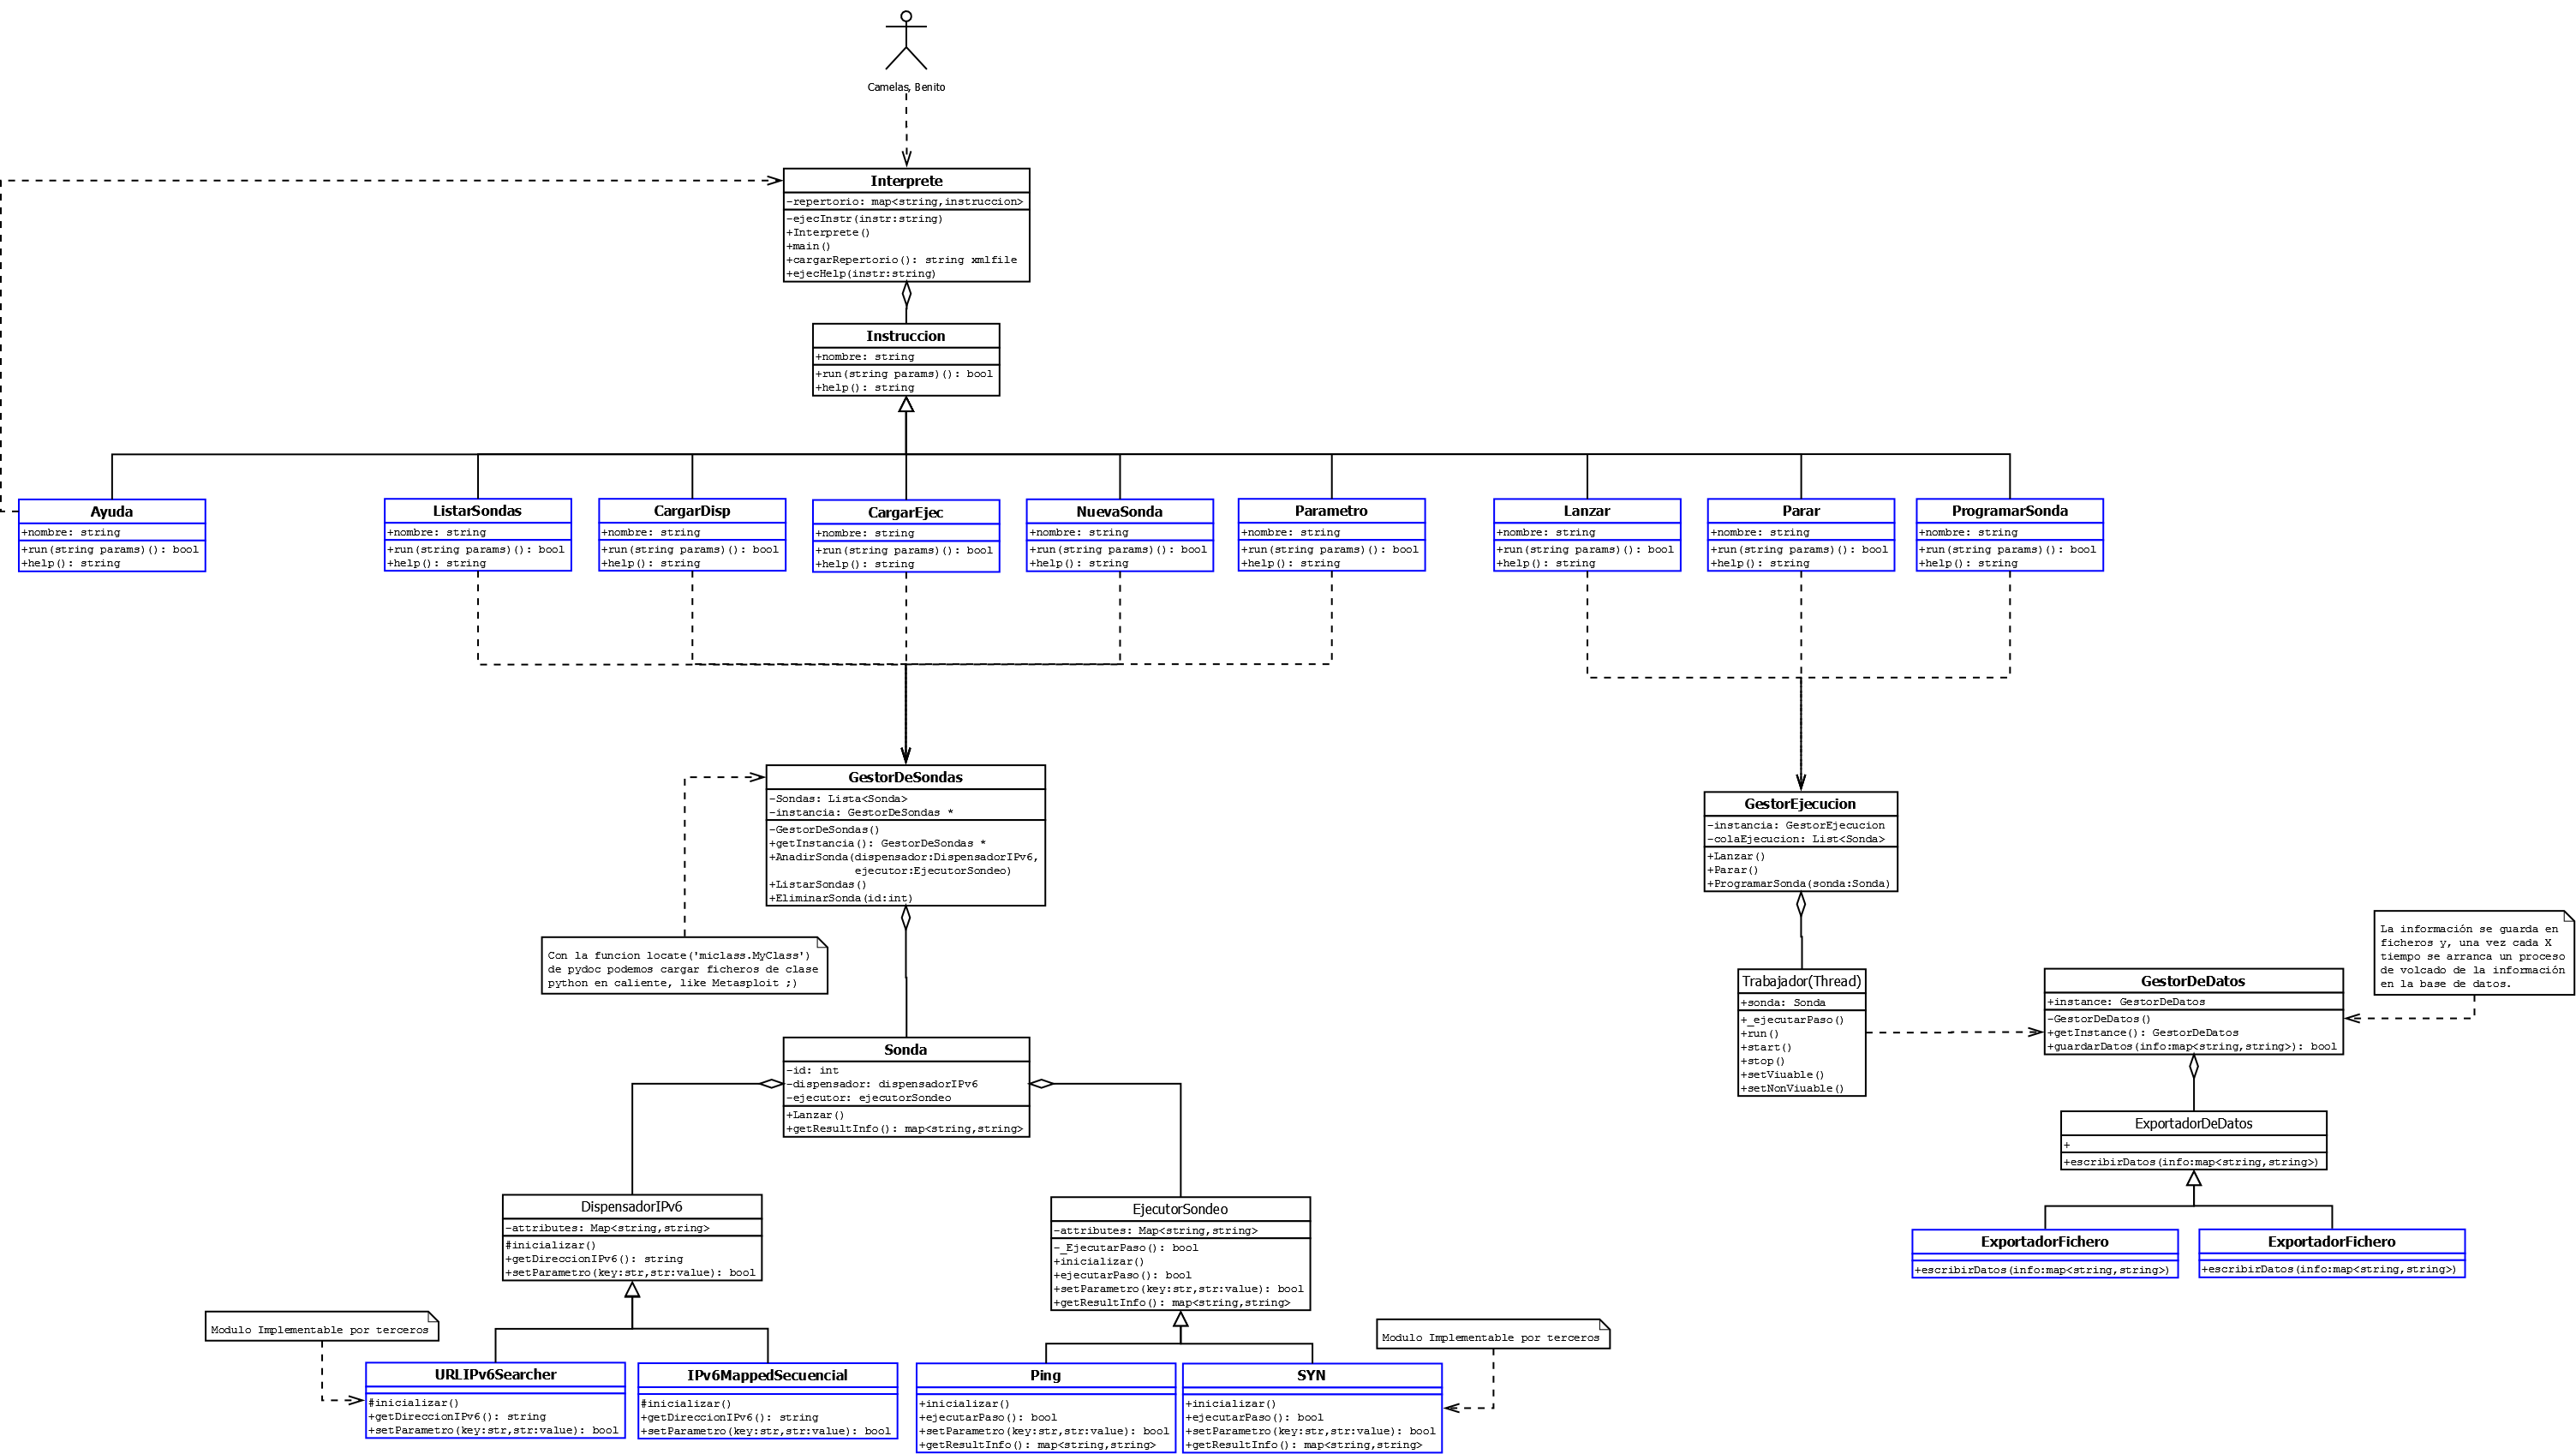 Camelas, Benito
Interprete
-repertorio: map<string,instruccion>
-ejecInstr(instr:string)
+Interprete()
+main()
+cargarRepertorio(): string xmlfile
+ejecHelp(instr:string)
Instruccion
+nombre: string
+run(string params)(): bool
+help(): string
Ayuda
+nombre: string
+run(string params)(): bool
+help(): string
ListarSondas
+nombre: string
+run(string params)(): bool
+help(): string
CargarDisp
+nombre: string
+run(string params)(): bool
+help(): string
CargarEjec
+nombre: string
+run(string params)(): bool
+help(): string
NuevaSonda
+nombre: string
+run(string params)(): bool
+help(): string
Parametro
+nombre: string
+run(string params)(): bool
+help(): string
Lanzar
+nombre: string
+run(string params)(): bool
+help(): string
Parar
+nombre: string
+run(string params)(): bool
+help(): string
ProgramarSonda
+nombre: string
+run(string params)(): bool
+help(): string
GestorDeSondas
-Sondas: Lista<Sonda>
-instancia: GestorDeSondas *
-GestorDeSondas()
+getInstancia(): GestorDeSondas *
+AnadirSonda(dispensador:DispensadorIPv6,
ejecutor:EjecutorSondeo)
+ListarSondas()
+EliminarSonda(id:int)
GestorEjecucion
-instancia: GestorEjecucion
-colaEjecucion: List<Sonda>
+Lanzar()
+Parar()
+ProgramarSonda(sonda:Sonda)
Con la funcion locate('miclass.MyClass')
de pydoc podemos cargar ficheros de clase
python en caliente, like Metasploit ;)
Trabajador(Thread)
+sonda: Sonda
+_ejecutarPaso()
+run()
+start()
+stop()
+setViuable()
+setNonViuable()
GestorDeDatos
+instance: GestorDeDatos
-GestorDeDatos()
+getInstance(): GestorDeDatos
+guardarDatos(info:map<string,string>): bool
La información se guarda en
ficheros y, una vez cada X
tiempo se arranca un proceso
de volcado de la información
en la base de datos.
Sonda
-id: int
-dispensador: dispensadorIPv6
-ejecutor: ejecutorSondeo
+Lanzar()
+getResultInfo(): map<string,string>
ExportadorDeDatos
+
+escribirDatos(info:map<string,string>)
DispensadorIPv6
-attributes: Map<string,string>
#inicializar()
+getDireccionIPv6(): string
+setParametro(key:str,str:value): bool
EjecutorSondeo
-attributes: Map<string,string>
-_EjecutarPaso(): bool
+inicializar()
+ejecutarPaso(): bool
+setParametro(key:str,str:value): bool
+getResultInfo(): map<string,string>
ExportadorFichero
+escribirDatos(info:map<string,string>)
ExportadorFichero
+escribirDatos(info:map<string,string>)
Modulo Implementable por terceros
Modulo Implementable por terceros
URLIPv6Searcher
#inicializar()
+getDireccionIPv6(): string
+setParametro(key:str,str:value): bool
IPv6MappedSecuencial
#inicializar()
+getDireccionIPv6(): string
+setParametro(key:str,str:value): bool
Ping
+inicializar()
+ejecutarPaso(): bool
+setParametro(key:str,str:value): bool
+getResultInfo(): map<string,string>
SYN
+inicializar()
+ejecutarPaso(): bool
+setParametro(key:str,str:value): bool
+getResultInfo(): map<string,string>